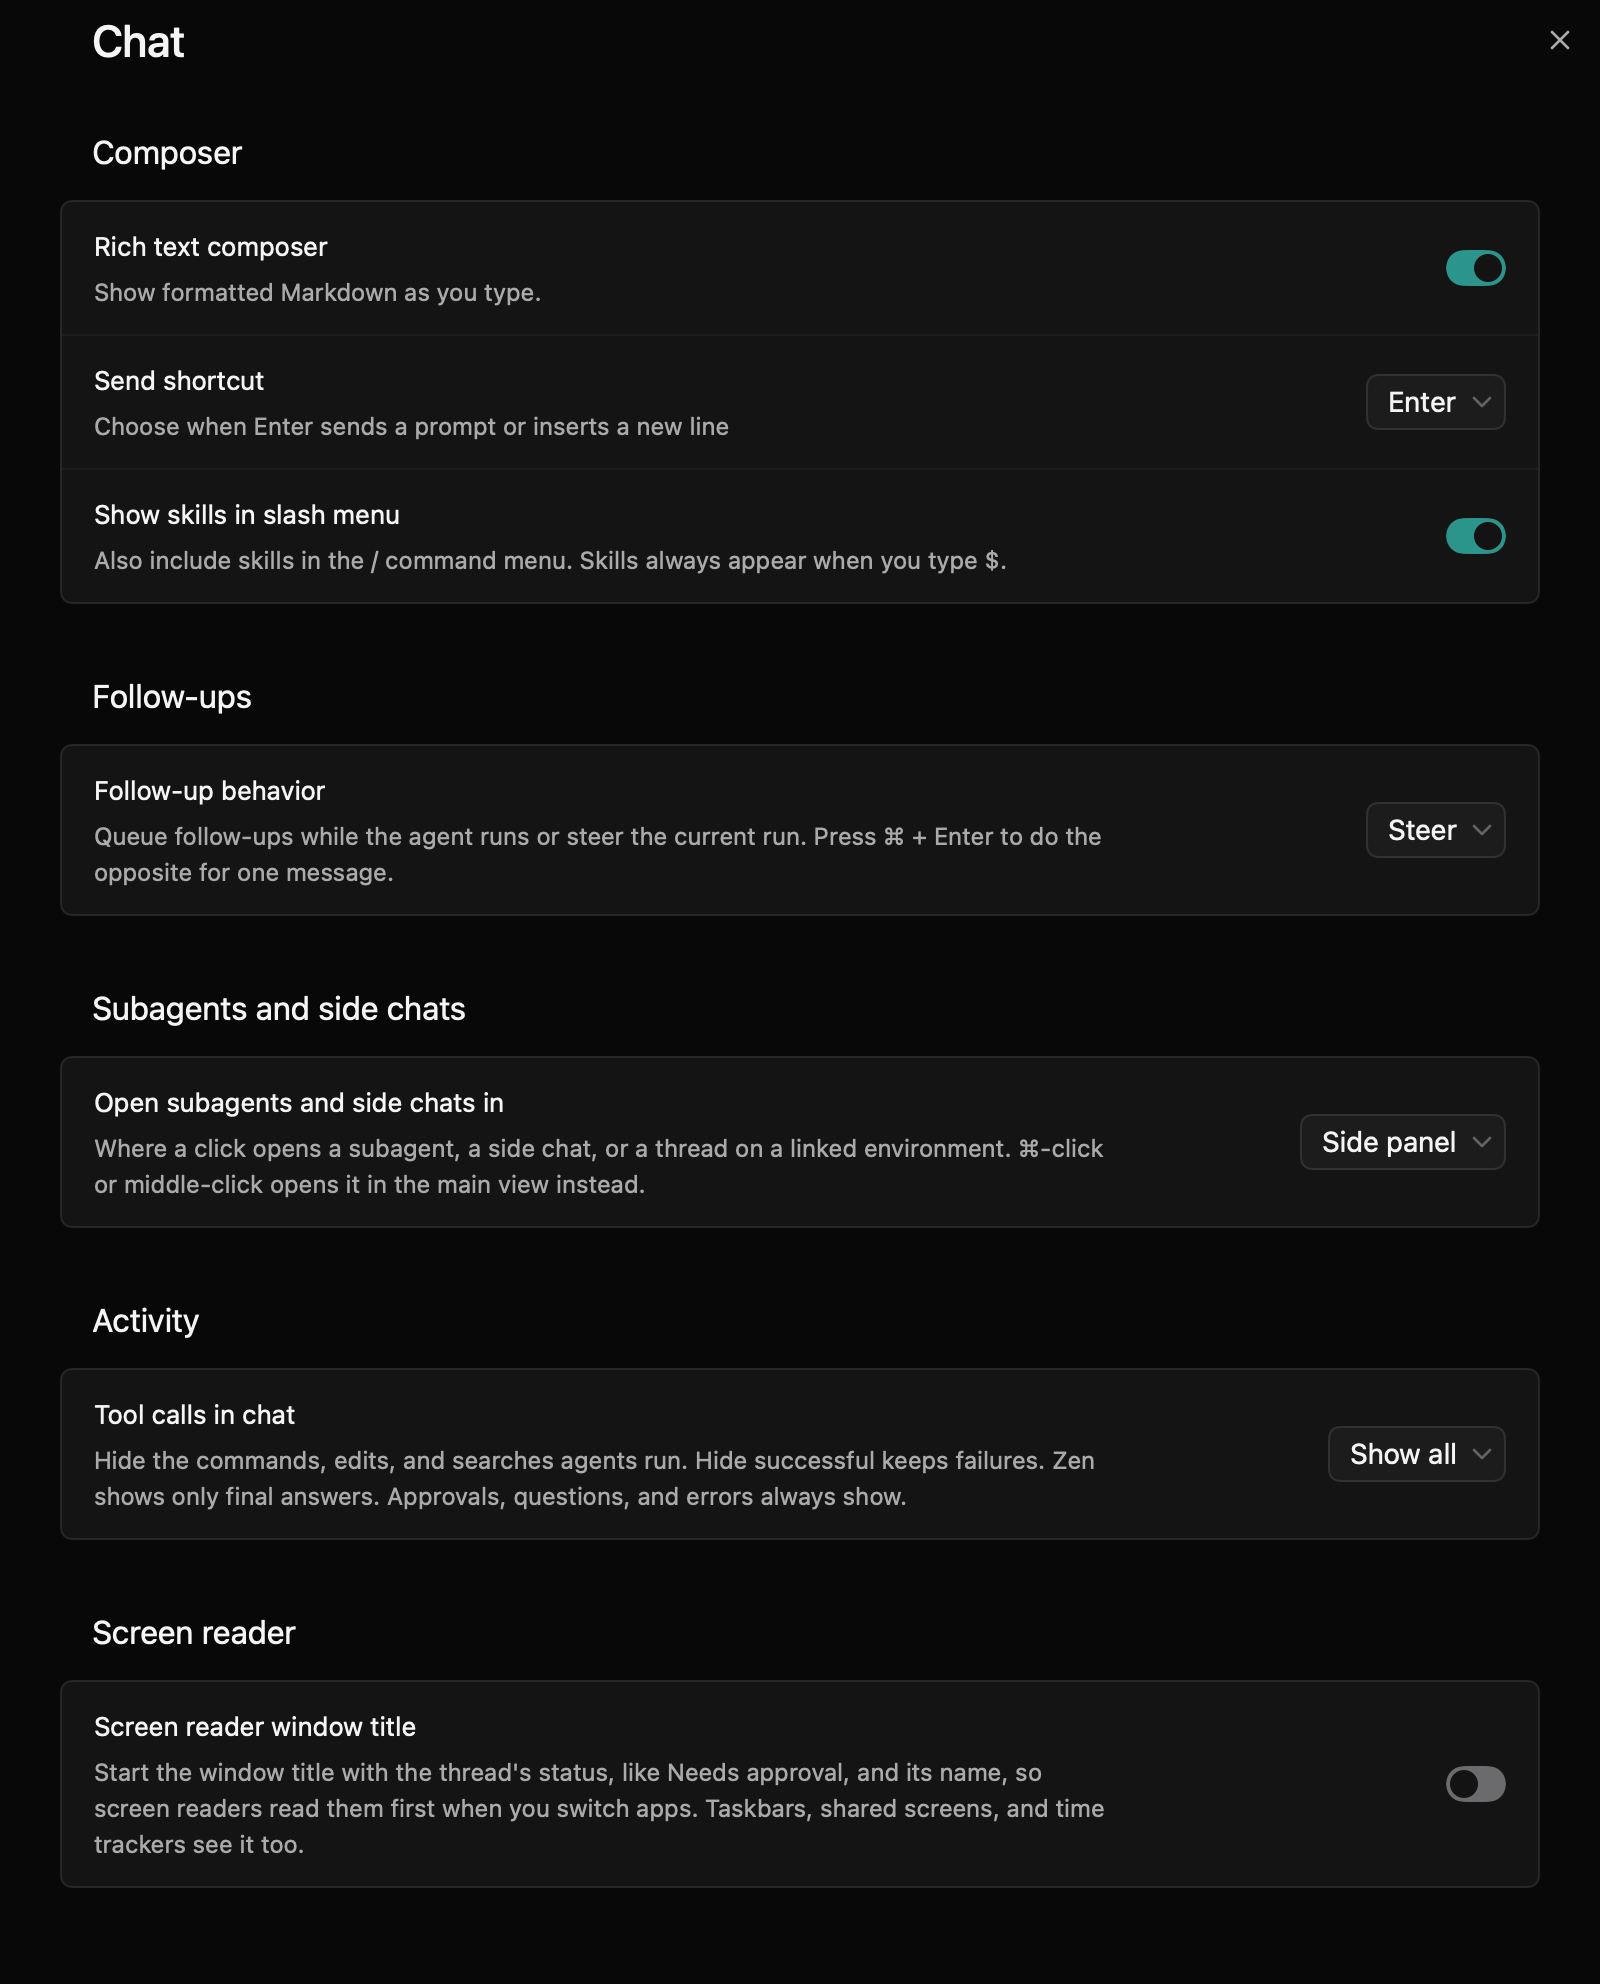 Chat
Composer
Rich text composer
Show formatted Markdown as you type.
Send shortcut
Choose when Enter sends a prompt or inserts a new line
Enter
Show skills in slash menu
Also include skills in the / command menu. Skills always appear when you type $.
Follow-ups
Follow-up behavior
Queue follow-ups while the agent runs or steer the current run. Press ⌘ + Enter to do the
opposite for one message.
Steer
Subagents and side chats
Open subagents and side chats in
Where a click opens a subagent, a side chat, or a thread on a linked environment. ⌘-click
or middle-click opens it in the main view instead.
Side panel
Activity
Tool calls in chat
Hide the commands, edits, and searches agents run. Hide successful keeps failures. Zen
shows only final answers. Approvals, questions, and errors always show.
Show all
Screen reader
Screen reader window title
Start the window title with the thread's status, like Needs approval, and its name, so
screen readers read them first when you switch apps. Taskbars, shared screens, and time
trackers see it too.